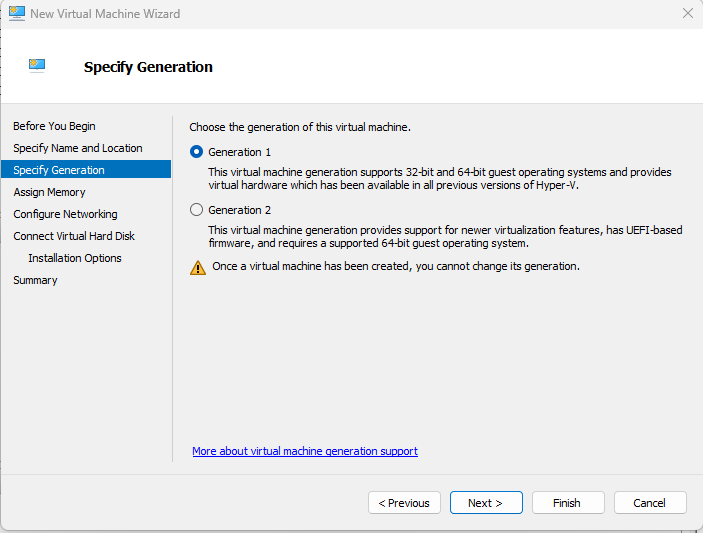 New Virtual Machine Wizard
Specify Generation
Before You Begin
Specify Name and Location
Specify Generation
Assign Memory
Configure Networking
Connect Virtual Hard Disk
Installation Options
Summary
Choose the generation of this virtual machine.
Generation 1
This virtual machine generation supports 32-bit and 64-bit guest operating systems and provides
virtual hardware which has been available in all previous versions of Hyper-V.
Generation 2
This virtual machine generation provides support for newer virtualization features, has UEFI-based
firmware, and requires a supported 64-bit guest operating system.
Once a virtual machine has been created, you cannot change its generation.
More about virtual machine generation support
< Previous
Next >
Finish
Cancel